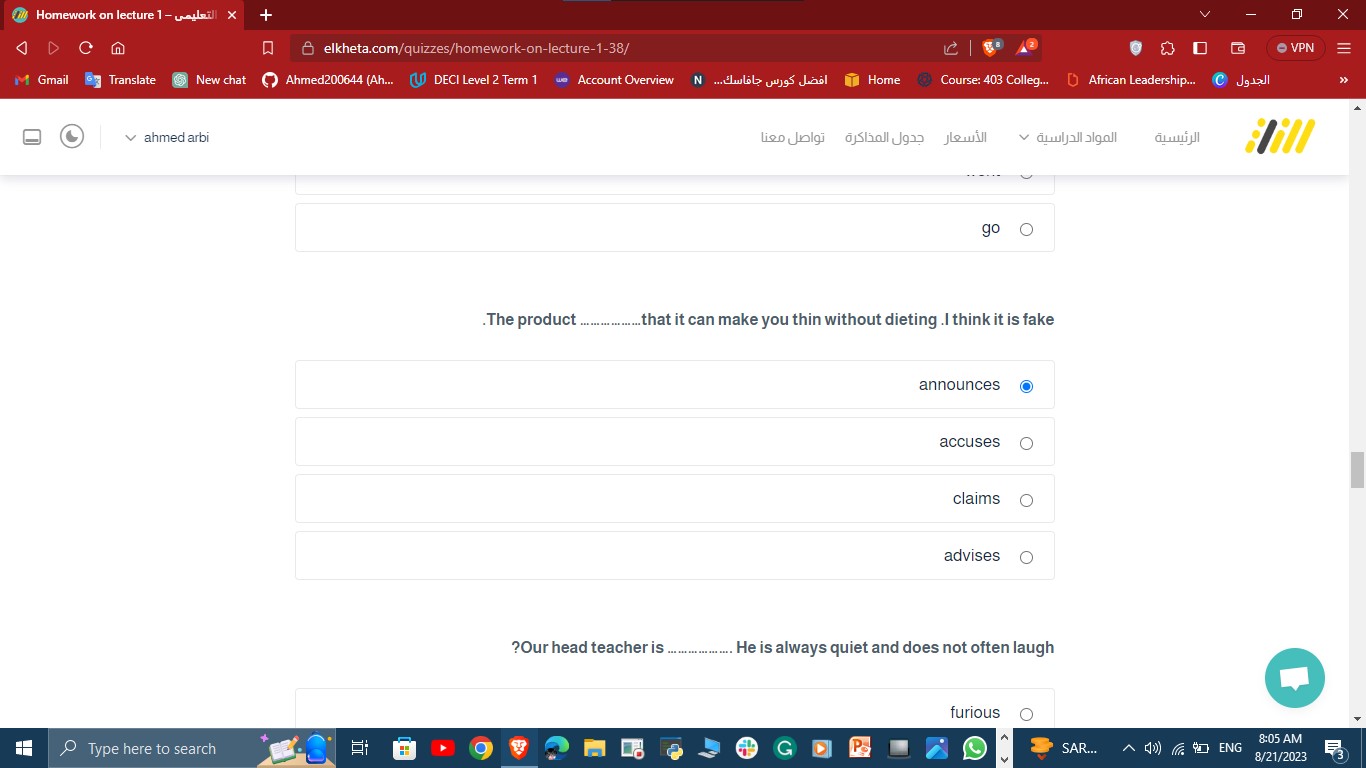 Homework on lecture 1 – التعليمى
elkheta.com/quizzes/homework-on-lecture-1-38/
8
2
VPN
Gmail
Translate
New chat
Ahmed200644 (Ah...
DECI Level 2 Term 1
Account Overview
افضل كورس جافاسك...
Home
Course: 403 Colleg...
African Leadership...
الجدول
»
ahmed arbi
تواصل معنا
جدول المذاكرة
الأسعار
المواد الدراسية
الرئيسية
go
.The product .................that it can make you thin without dieting .I think it is fake
announces
accuses
claims
advises
?Our head teacher is .................. He is always quiet and does not often laugh
furious
Type here to search
SAR...
ENG
8:05 AM
8/21/2023
3